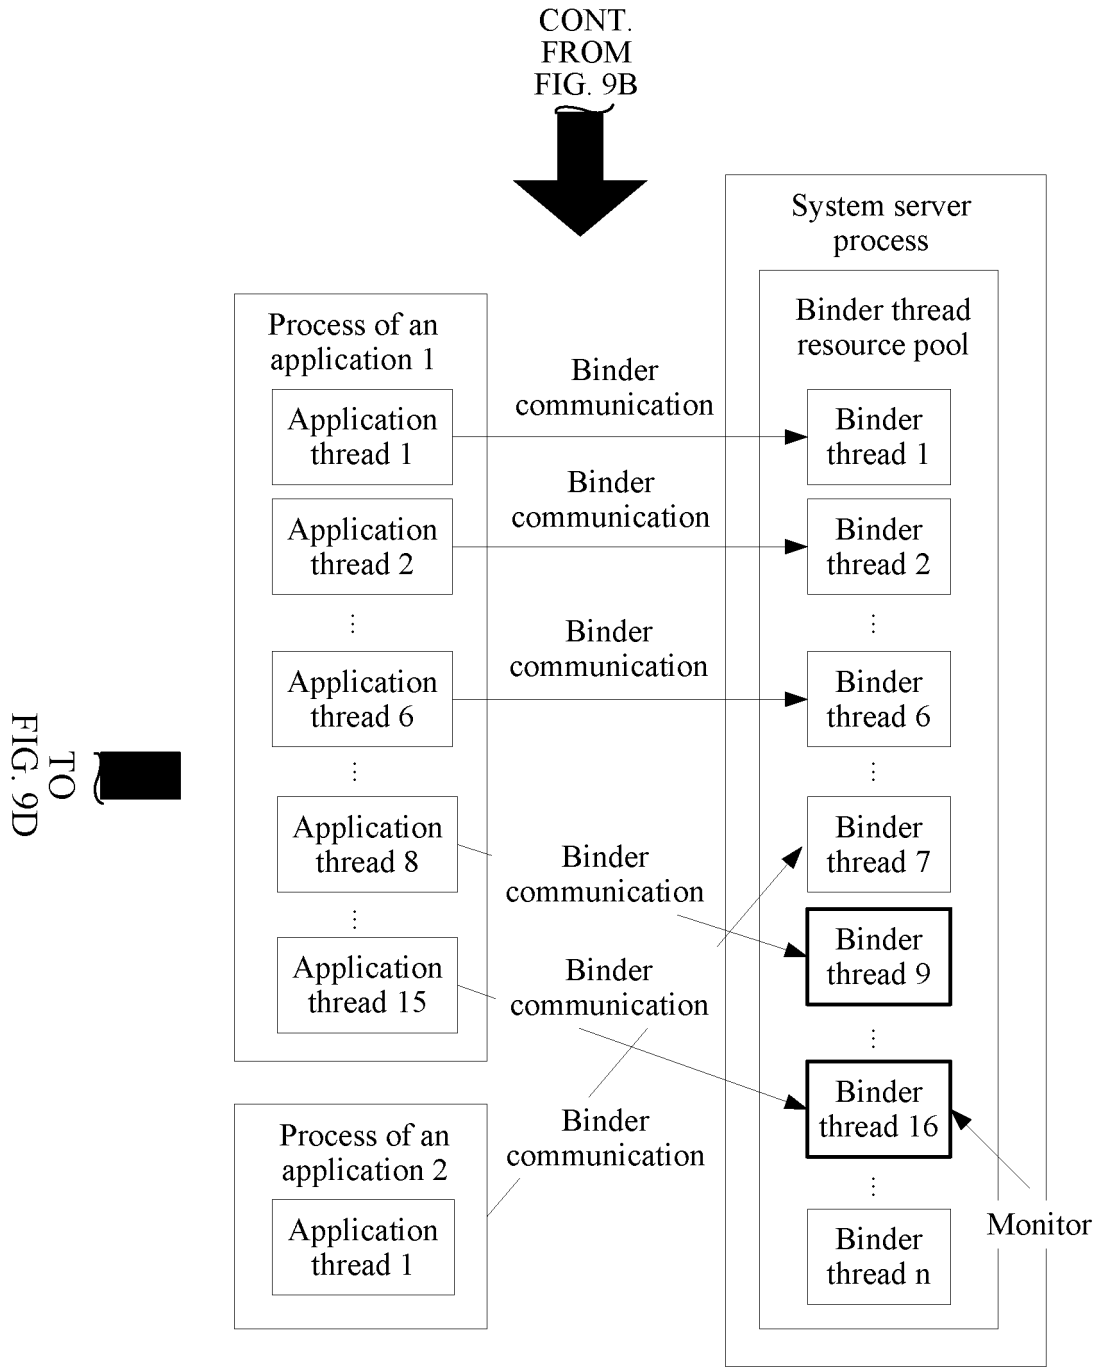 CONT.
FROM
FIG. 9B
System server
process
Binder thread
resource pool
Process of an
application 1
Binder
communication
Application
thread 1
Binder
thread 1
Binder
communication
Application
thread 2
Binder
thread 2
⋮
⋮
Binder
communication
Application
thread 6
Binder
thread 6
⋮
⋮
TO
FIG. 9D
Application
thread 8
Binder
communication
Binder
thread 7
⋮
Application
thread 15
Binder
communication
Binder
thread 9
⋮
Process of an
application 2
Binder
communication
Binder
thread 16
⋮
Monitor
Application
thread 1
Binder
thread n